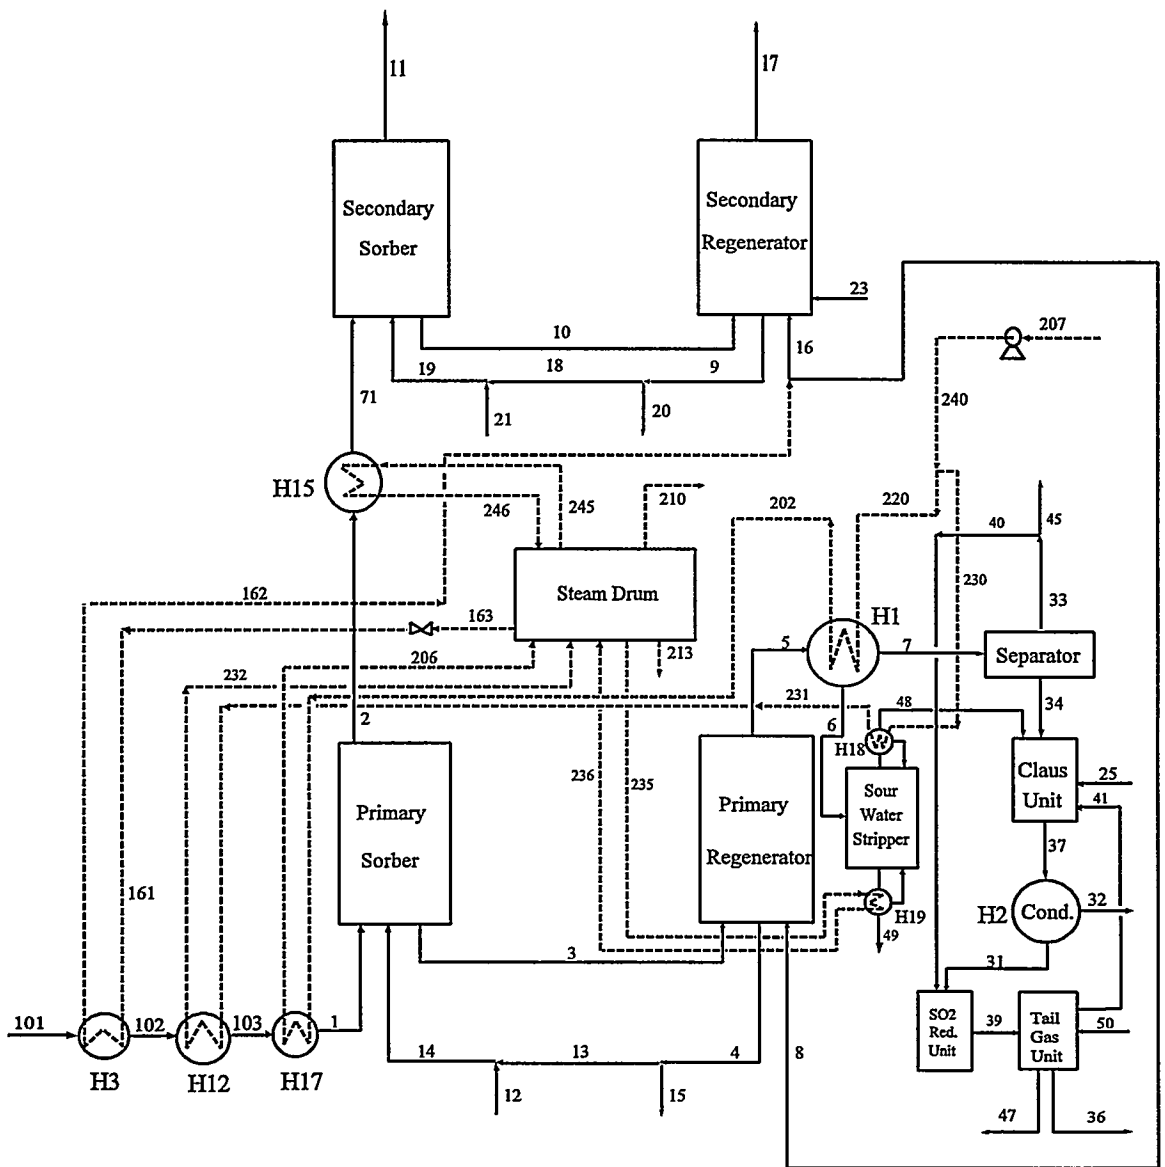 11
17
Secondary
Sorber
Secondary
Regenerator
23
207
10
16
19
18
9
71
21
20
240
H15
246
245
210
202
220
40
45
230
162
Steam Drum
163
H1
33
5
7
Separator
206
213
232
2
231
48
34
6
H18
236
235
Claus
Unit
25
41
Primary
Sorber
Primary
Regenerator
Sour
Water
Stripper
37
161
H19
H2
Cond.
32
49
3
31
101
102
103
1
SO2
Red.
Unit
39
Tail
Gas
Unit
50
14
13
4
8
H3
H12
H17
12
15
47
36